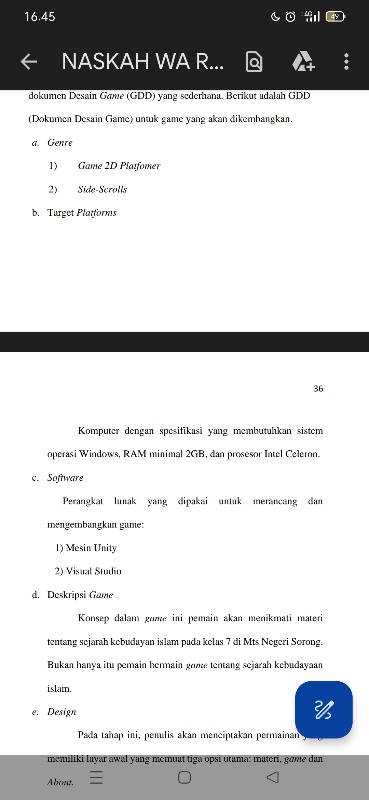 16.45
4G
49
NASKAH WA R...
dokumen Desain Game (GDD) yang sederhana. Berikut adalah GDD
(Dokumen Desain Game) untuk game yang akan dikembangkan.
a. Genre
1) Game 2D Platfomer
2) Side-Scrolls
b. Target Platforms
36
Komputer dengan spesifikasi yang membutuhkan sistem
operasi Windows, RAM minimal 2GB, dan prosesor Intel Celeron.
c. Software
Perangkat lunak yang dipakai untuk merancang dan
mengembangkan game:
1) Mesin Unity
2) Visual Studio
d. Deskripsi Game
Konsep dalam game ini pemain akan menikmati materi
tentang sejarah kebudayan islam pada kelas 7 di Mts Negeri Sorong.
Bukan hanya itu pemain bermain game tentang sejarah kebudayaan
islam.
e. Design
Pada tahap ini, penulis akan menciptakan permainan
memiliki layar awal yang memuat tiga opsi utama: materi, game dan
About.